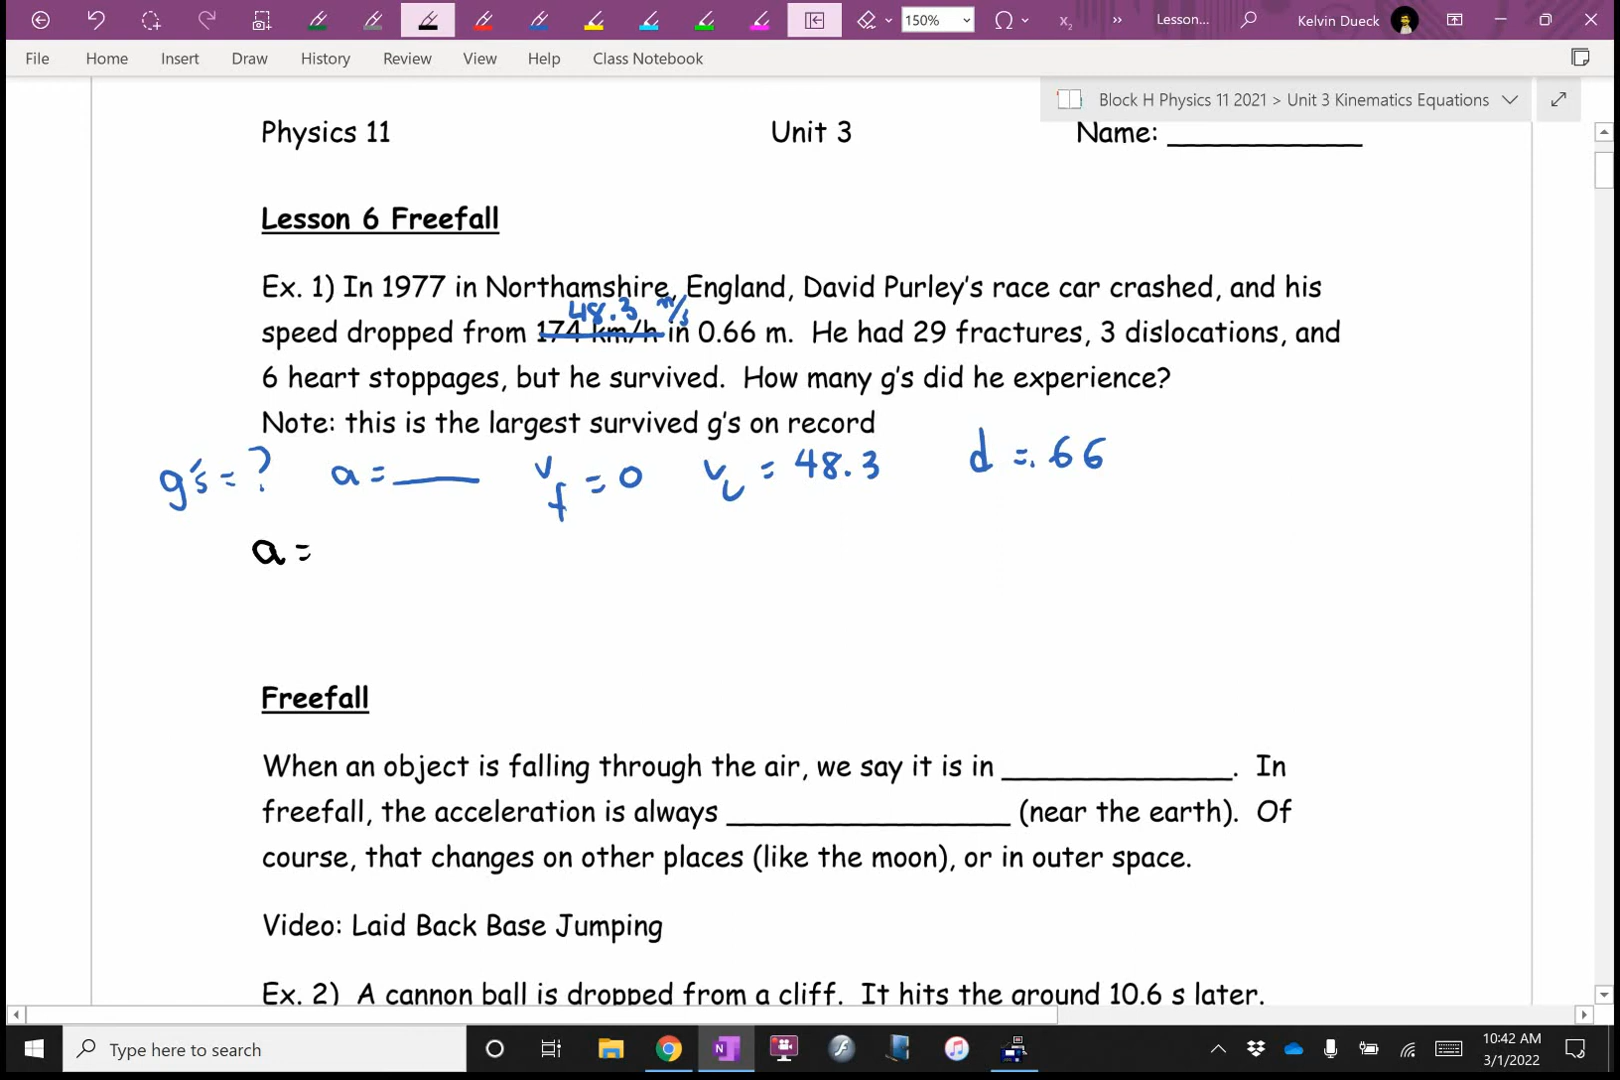 150%
Ω
x₂
Lesson...
Kelvin Dueck
File Home Insert Draw History Review View Help Class Notebook
Block H Physics 11 2021 > Unit 3 Kinematics Equations
Physics 11 Unit 3 Name: ____________
Lesson 6 Freefall
Ex. 1) In 1977 in Northamshire, England, David Purley's race car crashed, and his
48.3 m/s
speed dropped from 174 km/h in 0.66 m. He had 29 fractures, 3 dislocations, and
6 heart stoppages, but he survived. How many g's did he experience?
Note: this is the largest survived g's on record
g's = ? a = ____ vf = 0 vi = 48.3 d = .66
a =
Freefall
When an object is falling through the air, we say it is in ______________. In
freefall, the acceleration is always _________________ (near the earth). Of
course, that changes on other places (like the moon), or in outer space.
Video: Laid Back Base Jumping
Ex. 2) A cannon ball is dropped from a cliff. It hits the ground 10.6 s later.
Type here to search
10:42 AM
3/1/2022